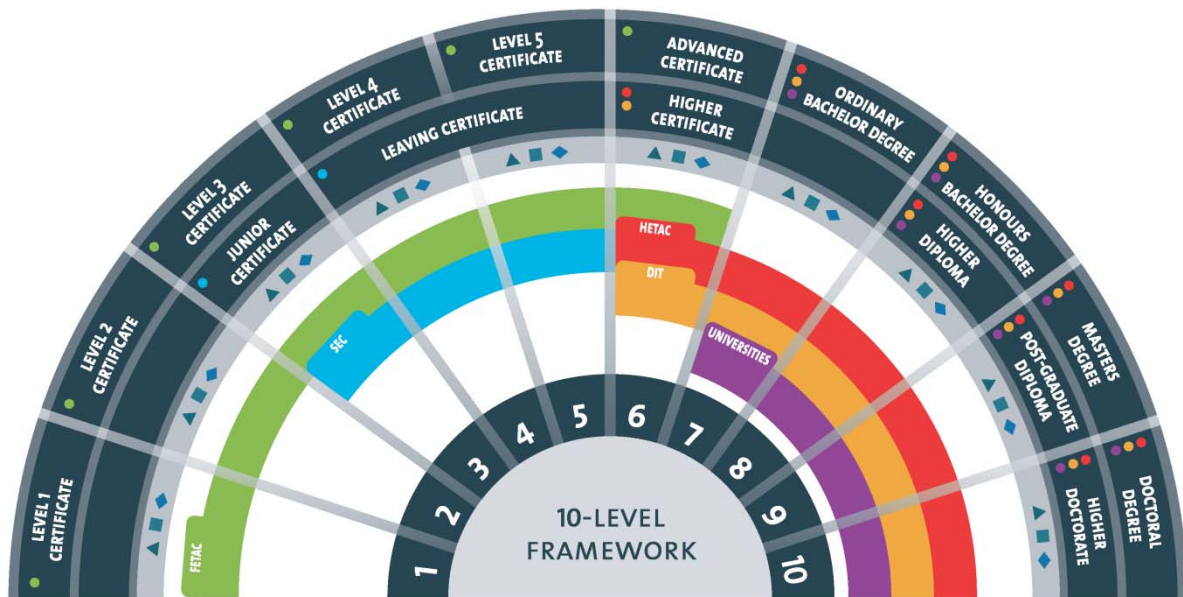 LEVEL 1
CERTIFICATE
LEVEL 2
CERTIFICATE
LEVEL 3
CERTIFICATE
LEVEL 4
CERTIFICATE
LEVEL 5
CERTIFICATE
ADVANCED
CERTIFICATE
ORDINARY
BACHELOR DEGREE
HONOURS
BACHELOR DEGREE
MASTERS
DEGREE
DOCTORAL
DEGREE
JUNIOR
CERTIFICATE
LEAVING CERTIFICATE
HIGHER
CERTIFICATE
HIGHER
DIPLOMA
POST-GRADUATE
DIPLOMA
HIGHER
DOCTORATE
FETAC
SEC
HETAC
DIT
UNIVERSITIES
1
2
3
4
5
6
7
8
9
10
10-LEVEL
FRAMEWORK